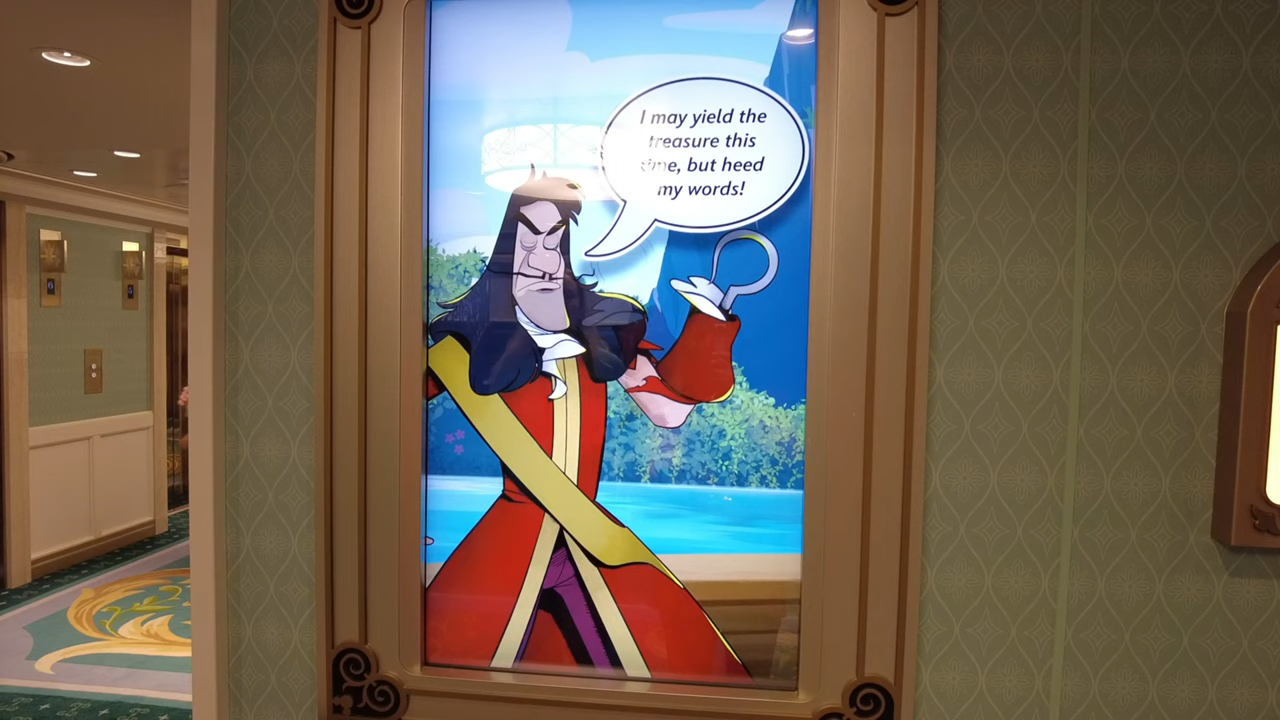 I may yield the
treasure this
time, but heed
my words!